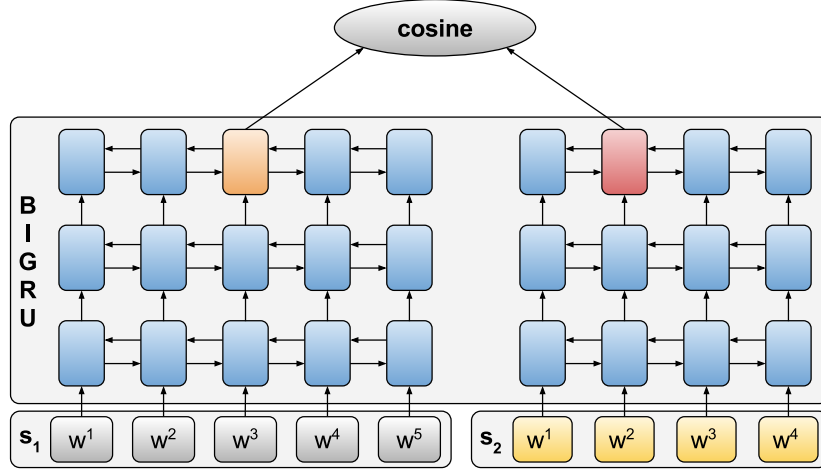 cosine
B
I
G
R
U
s₁ w¹ w² w³ w⁴ w⁵
s₂ w¹ w² w³ w⁴